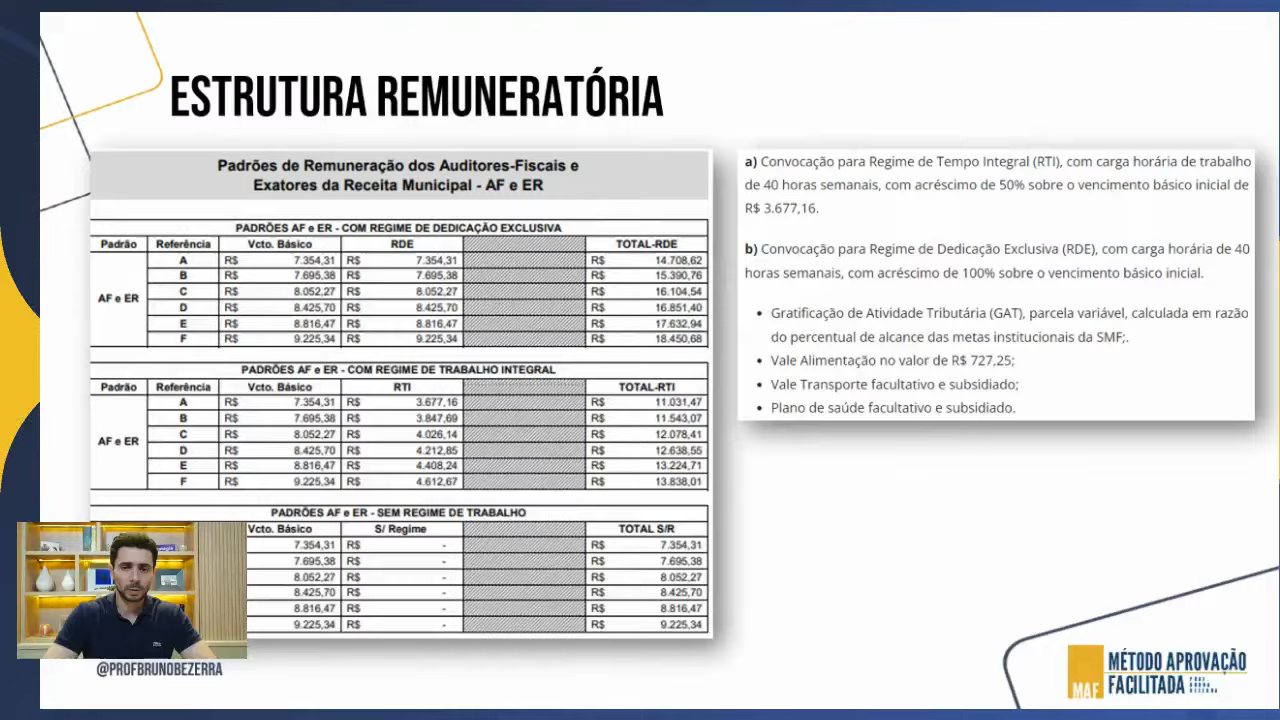 ESTRUTURA REMUNERATÓRIA
Padrões de Remuneração dos Auditores-Fiscais e
Exatores da Receita Municipal - AF e ER
PADRÕES AF e ER - COM REGIME DE DEDICAÇÃO EXCLUSIVA
Padrão Referência Vcto. Básico RDE TOTAL-RDE
A R$ 7.354,31 R$ 7.354,31 R$ 14.708,62
B R$ 7.695,38 R$ 7.695,38 R$ 15.390,76
C R$ 8.052,27 R$ 8.052,27 R$ 16.104,54
AF e ER
D R$ 8.425,70 R$ 8.425,70 R$ 16.851,40
E R$ 8.816,47 R$ 8.816,47 R$ 17.632,94
F R$ 9.225,34 R$ 9.225,34 R$ 18.450,68
PADRÕES AF e ER - COM REGIME DE TRABALHO INTEGRAL
Padrão Referência Vcto. Básico RTI TOTAL-RTI
A R$ 7.354,31 R$ 3.677,16 R$ 11.031,47
B R$ 7.695,38 R$ 3.847,69 R$ 11.543,07
C R$ 8.052,27 R$ 4.026,14 R$ 12.078,41
AF e ER
D R$ 8.425,70 R$ 4.212,85 R$ 12.638,55
E R$ 8.816,47 R$ 4.408,24 R$ 13.224,71
F R$ 9.225,34 R$ 4.612,67 R$ 13.838,01
PADRÕES AF e ER - SEM REGIME DE TRABALHO
Vcto. Básico S/ Regime TOTAL S/R
7.354,31 R$ - R$ 7.354,31
7.695,38 R$ - R$ 7.695,38
8.052,27 R$ - R$ 8.052,27
8.425,70 R$ - R$ 8.425,70
8.816,47 R$ - R$ 8.816,47
9.225,34 R$ - R$ 9.225,34
a) Convocação para Regime de Tempo Integral (RTI), com carga horária de trabalho
de 40 horas semanais, com acréscimo de 50% sobre o vencimento básico inicial de
R$ 3.677,16.
b) Convocação para Regime de Dedicação Exclusiva (RDE), com carga horária de 40
horas semanais, com acréscimo de 100% sobre o vencimento básico inicial.
• Gratificação de Atividade Tributária (GAT), parcela variável, calculada em razão
do percentual de alcance das metas institucionais da SMF;.
• Vale Alimentação no valor de R$ 727,25;
• Vale Transporte facultativo e subsidiado;
• Plano de saúde facultativo e subsidiado.
@PROFBRUNOBEZERRA
MAF
MÉTODO APROVAÇÃO
FACILITADA